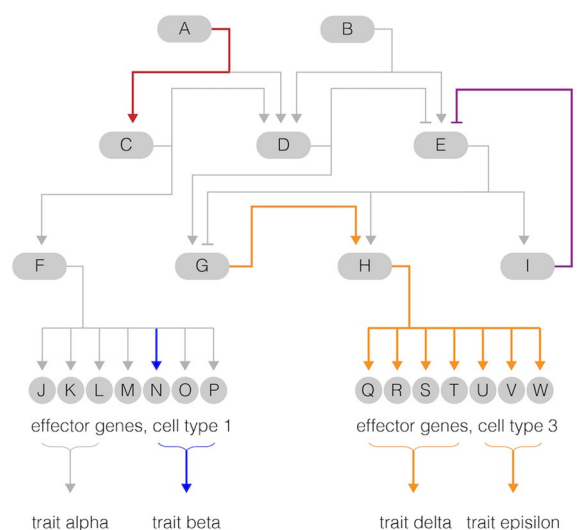 A B
C D E
F G H I
J K L M N O P Q R S T U V W
effector genes, cell type 1 effector genes, cell type 3
trait alpha trait beta trait delta trait episilon